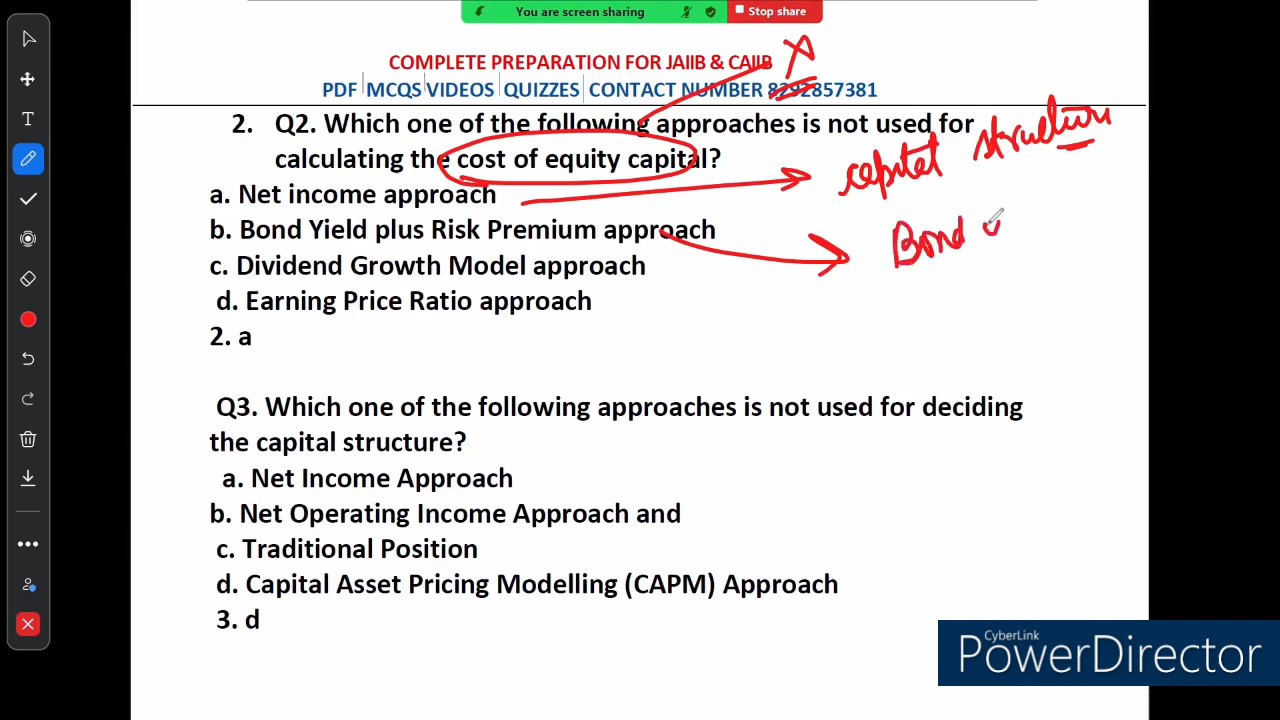 You are screen sharing
Stop share
COMPLETE PREPARATION FOR JAIIB & CAIIB
PDF MCQS VIDEOS QUIZZES CONTACT NUMBER 8292857381
2. Q2. Which one of the following approaches is not used for
calculating the cost of equity capital?
capital structure
a. Net income approach
b. Bond Yield plus Risk Premium approach
Bond
c. Dividend Growth Model approach
d. Earning Price Ratio approach
2. a
Q3. Which one of the following approaches is not used for deciding
the capital structure?
a. Net Income Approach
b. Net Operating Income Approach and
c. Traditional Position
d. Capital Asset Pricing Modelling (CAPM) Approach
3. d
CyberLink
PowerDirector